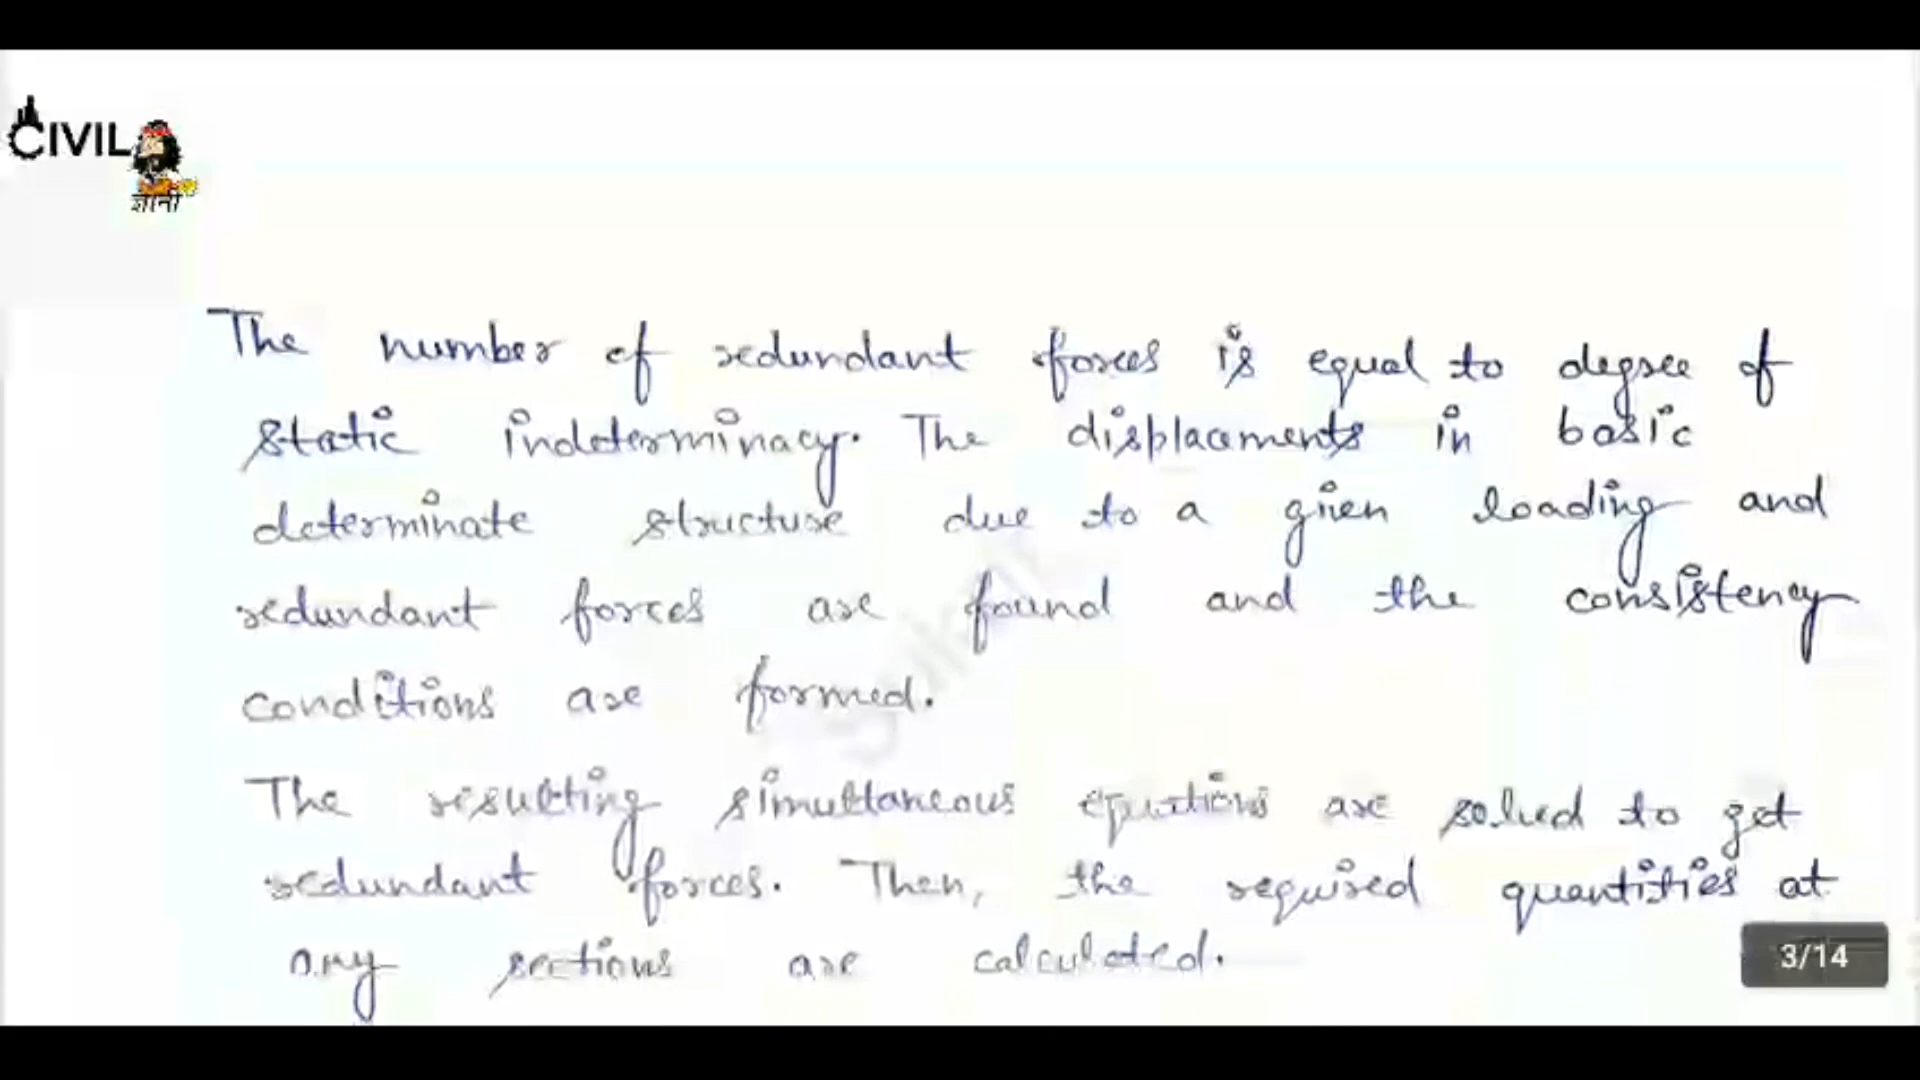 CIVIL
ज्ञानी
The number of redundant forces is equal to degree of
static indeterminacy. The displacements in basic
determinate structure due to a given loading and
redundant forces are found and the consistency
conditions are formed.
The resulting simultaneous equations are solved to get
redundant forces. Then, the required quantities at
any sections are calculated.
3/14